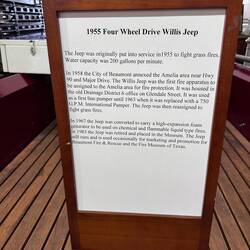 1955 Four Wheel Drive Willis Jeep
The Jeep was originally put into service in1955 to fight grass fires.
Water capacity was 200 gallons per minute.
In 1958 the City of Beaumont annexed the Amelia area near Hwy
90 and Major Drive. The Willis Jeep was the first fire apparatus to
be assigned to the Amelia area for fire protection. It was housed in
the old Drainage District 6 office on Glendale Street. It was used
as a first line pumper until 1963 when it was replaced with a 750
G.P.M. International Pumper. The Jeep was then reassigned to
fight grass fires.
In 1967 the Jeep was converted to carry a high-expansion foam
generator to be used on chemical and flammable liquid type fires.
In 1983 the Jeep was retired and placed in the Museum. The Jeep
still runs and is used occasionally for marketing and promotion for
Beaumont Fire & Rescue and the Fire Museum of Texas.